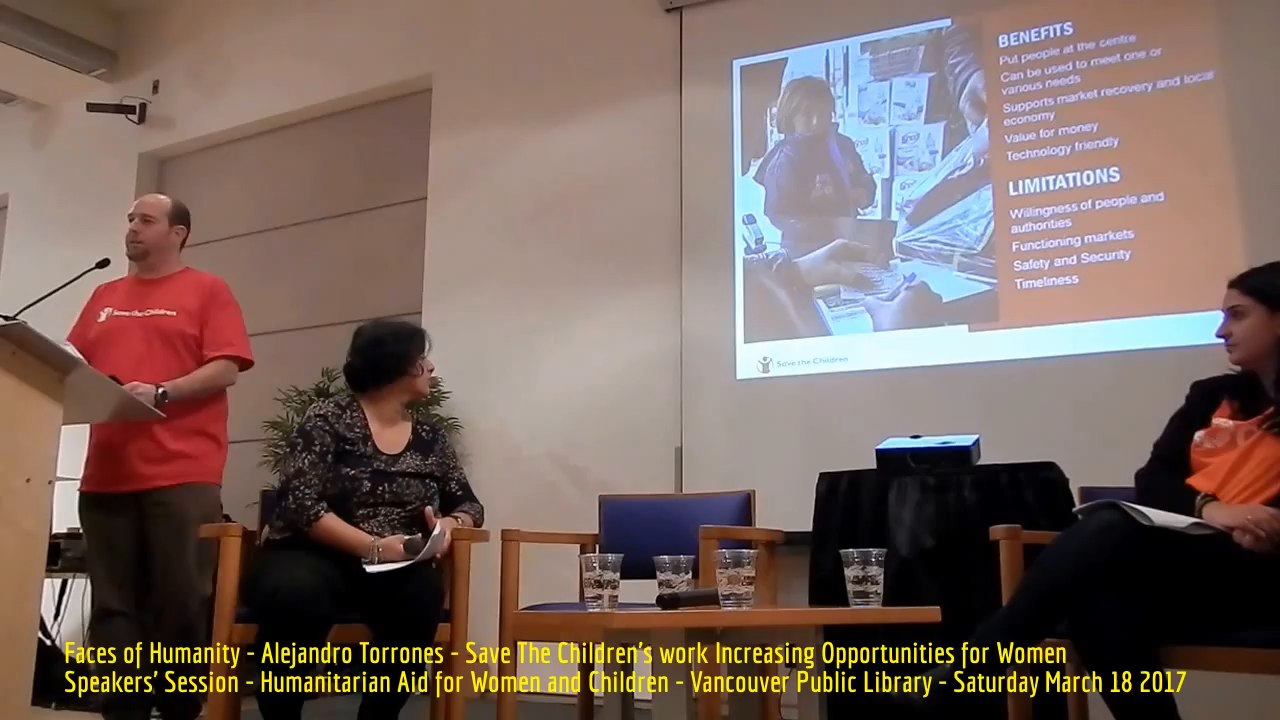 BENEFITS
Put people at the centre
Can be used to meet one or
various needs
Supports market recovery and local
economy
Value for money
Technology friendly
LIMITATIONS
Willingness of people and
authorities
Functioning markets
Safety and Security
Timeliness
Save the Children
Save the Children
Faces of Humanity - Alejandro Torrones - Save The Children's work Increasing Opportunities for Women
Speakers' Session - Humanitarian Aid for Women and Children - Vancouver Public Library - Saturday March 18 2017